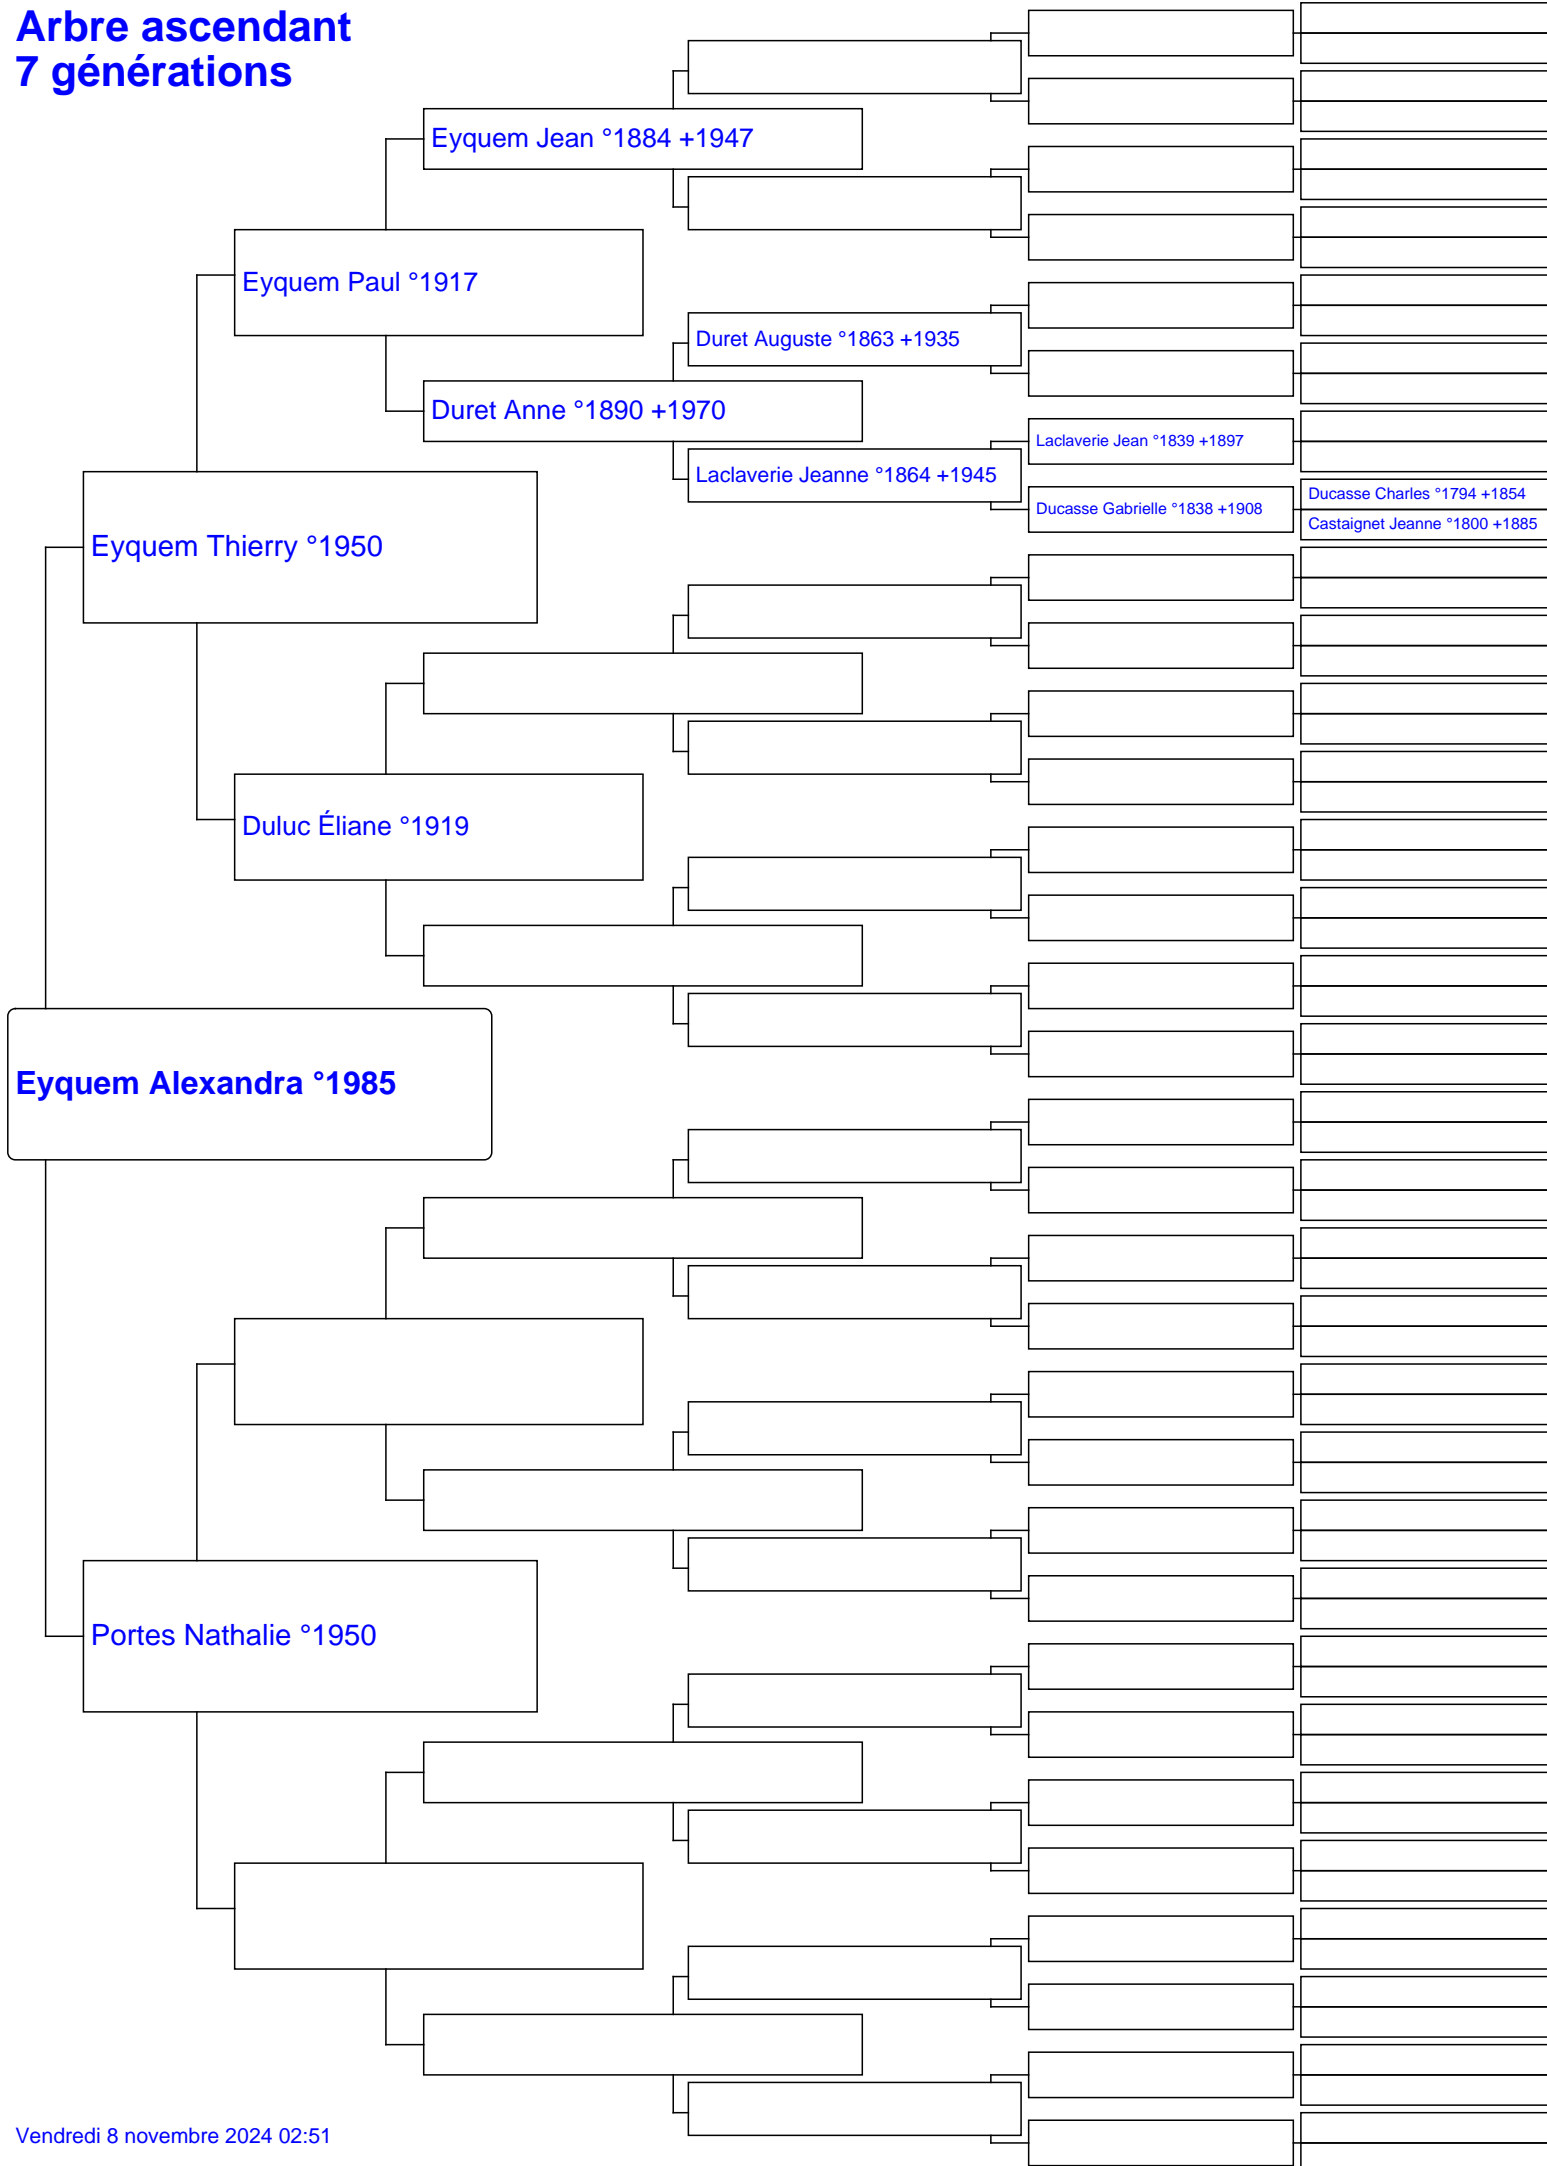 Arbre ascendant
7 générations
Eyquem Jean °1884 +1947
Eyquem Paul °1917
Duret Auguste °1863 +1935
Duret Anne °1890 +1970
Laclaverie Jean °1839 +1897
Laclaverie Jeanne °1864 +1945
Ducasse Charles °1794 +1854
Ducasse Gabrielle °1838 +1908
Castaignet Jeanne °1800 +1885
Eyquem Thierry °1950
Duluc Éliane °1919
Eyquem Alexandra °1985
Portes Nathalie °1950
Vendredi 8 novembre 2024 02:51